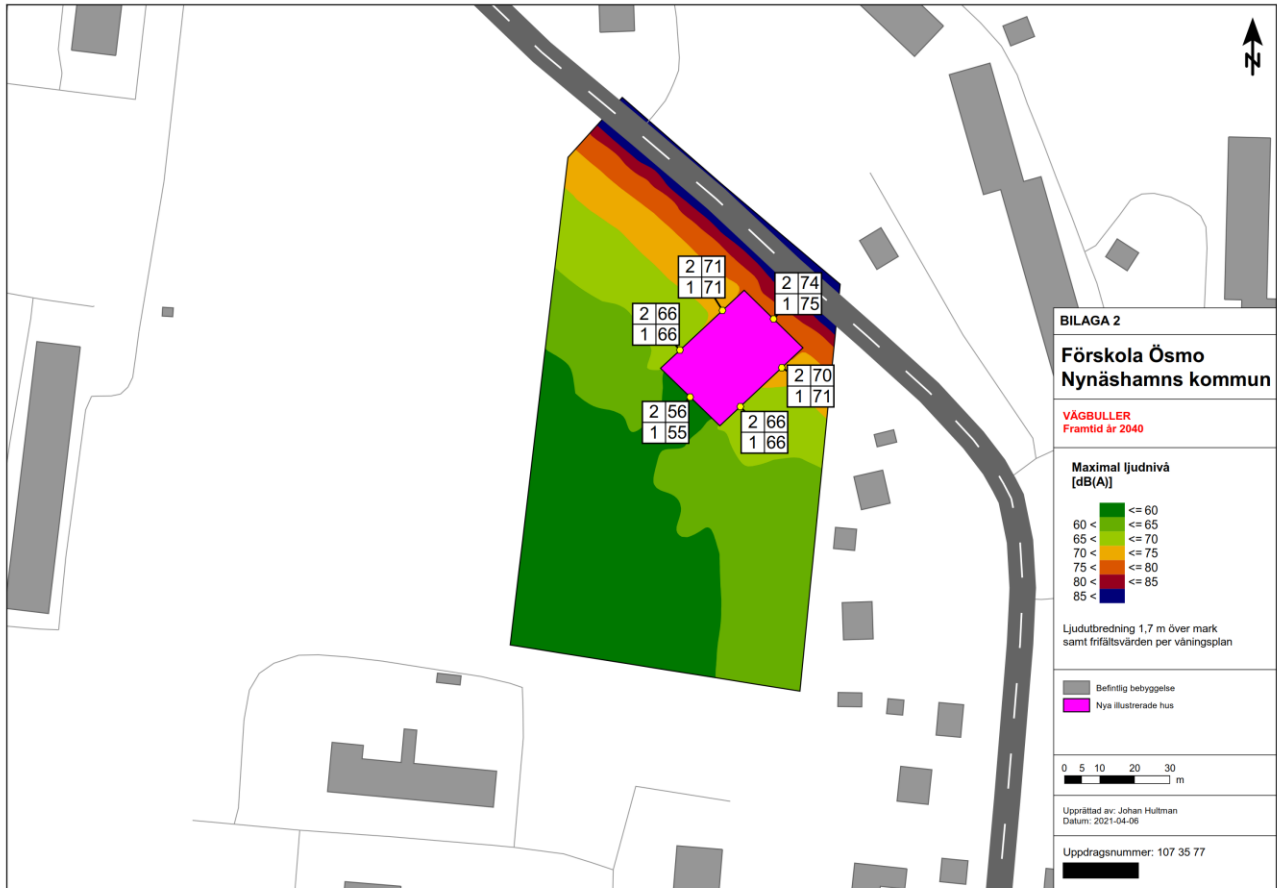 N
2 71
1 71
2 74
1 75
2 66
1 66
2 70
1 71
2 56
1 55
2 66
1 66
BILAGA 2
Förskola Ösmo
Nynäshamns kommun
VÄGBULLER
Framtid år 2040
Maximal ljudnivå
[dB(A)]
<= 60
60 < <= 65
65 < <= 70
70 < <= 75
75 < <= 80
80 < <= 85
85 <
Ljudutbredning 1,7 m över mark
samt frifältsvärden per våningsplan
Befintlig bebyggelse
Nya illustrerade hus
0 5 10 20 30
m
Upprättad av: Johan Hultman
Datum: 2021-04-06
Uppdragsnummer: 107 35 77